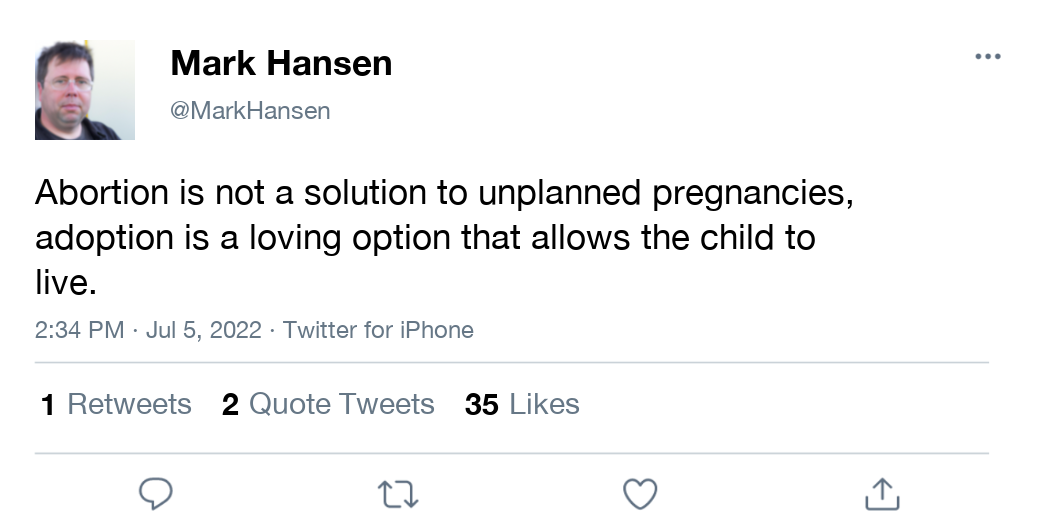 Mark Hansen
@MarkHansen
Abortion is not a solution to unplanned pregnancies,
adoption is a loving option that allows the child to
live.
2:34 PM · Jul 5, 2022 · Twitter for iPhone
1 Retweets 2 Quote Tweets 35 Likes